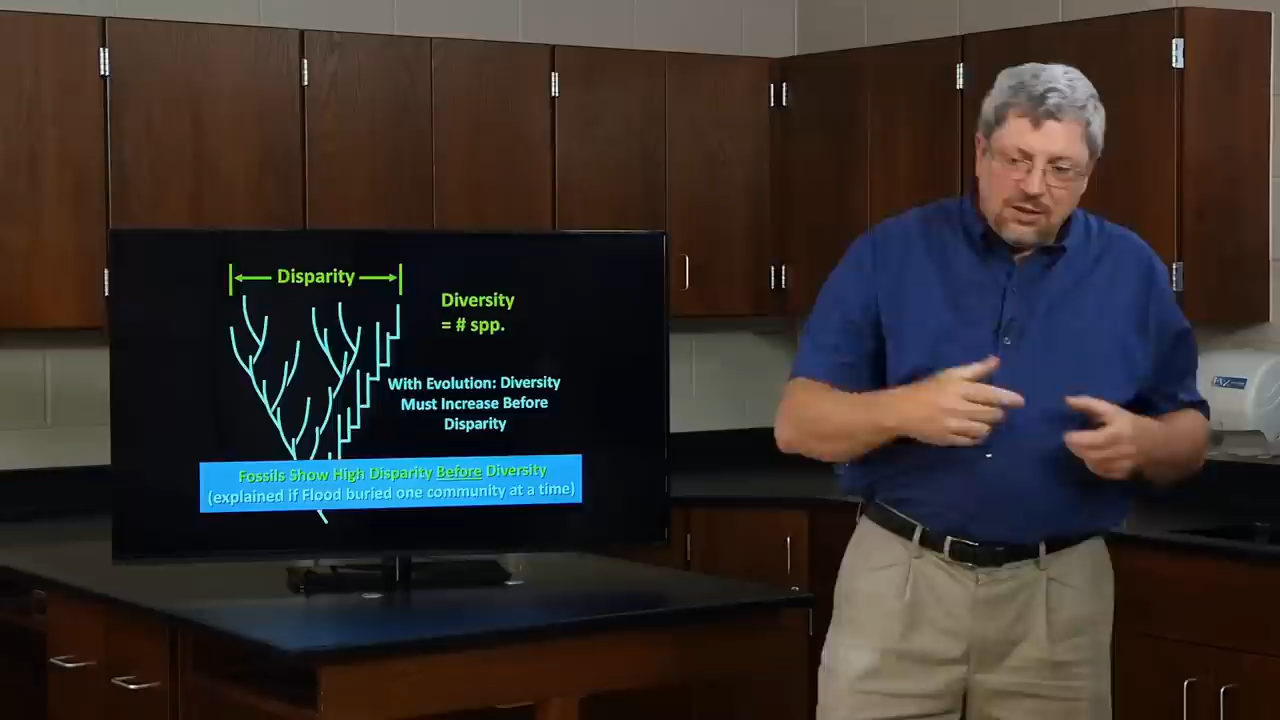 Disparity
Diversity
= # spp.
With Evolution: Diversity
Must Increase Before
Disparity
Fossils Show High Disparity Before Diversity
(explained if Flood buried one community at a time)